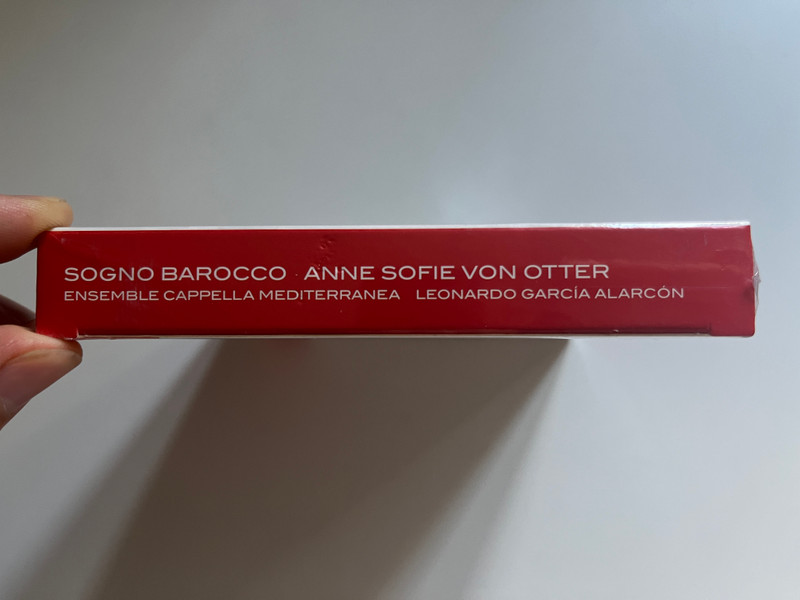 SOGNO BAROCCO · ANNE SOFIE VON OTTER
ENSEMBLE CAPPELLA MEDITERRANEA LEONARDO GARCÍA ALARCÓN